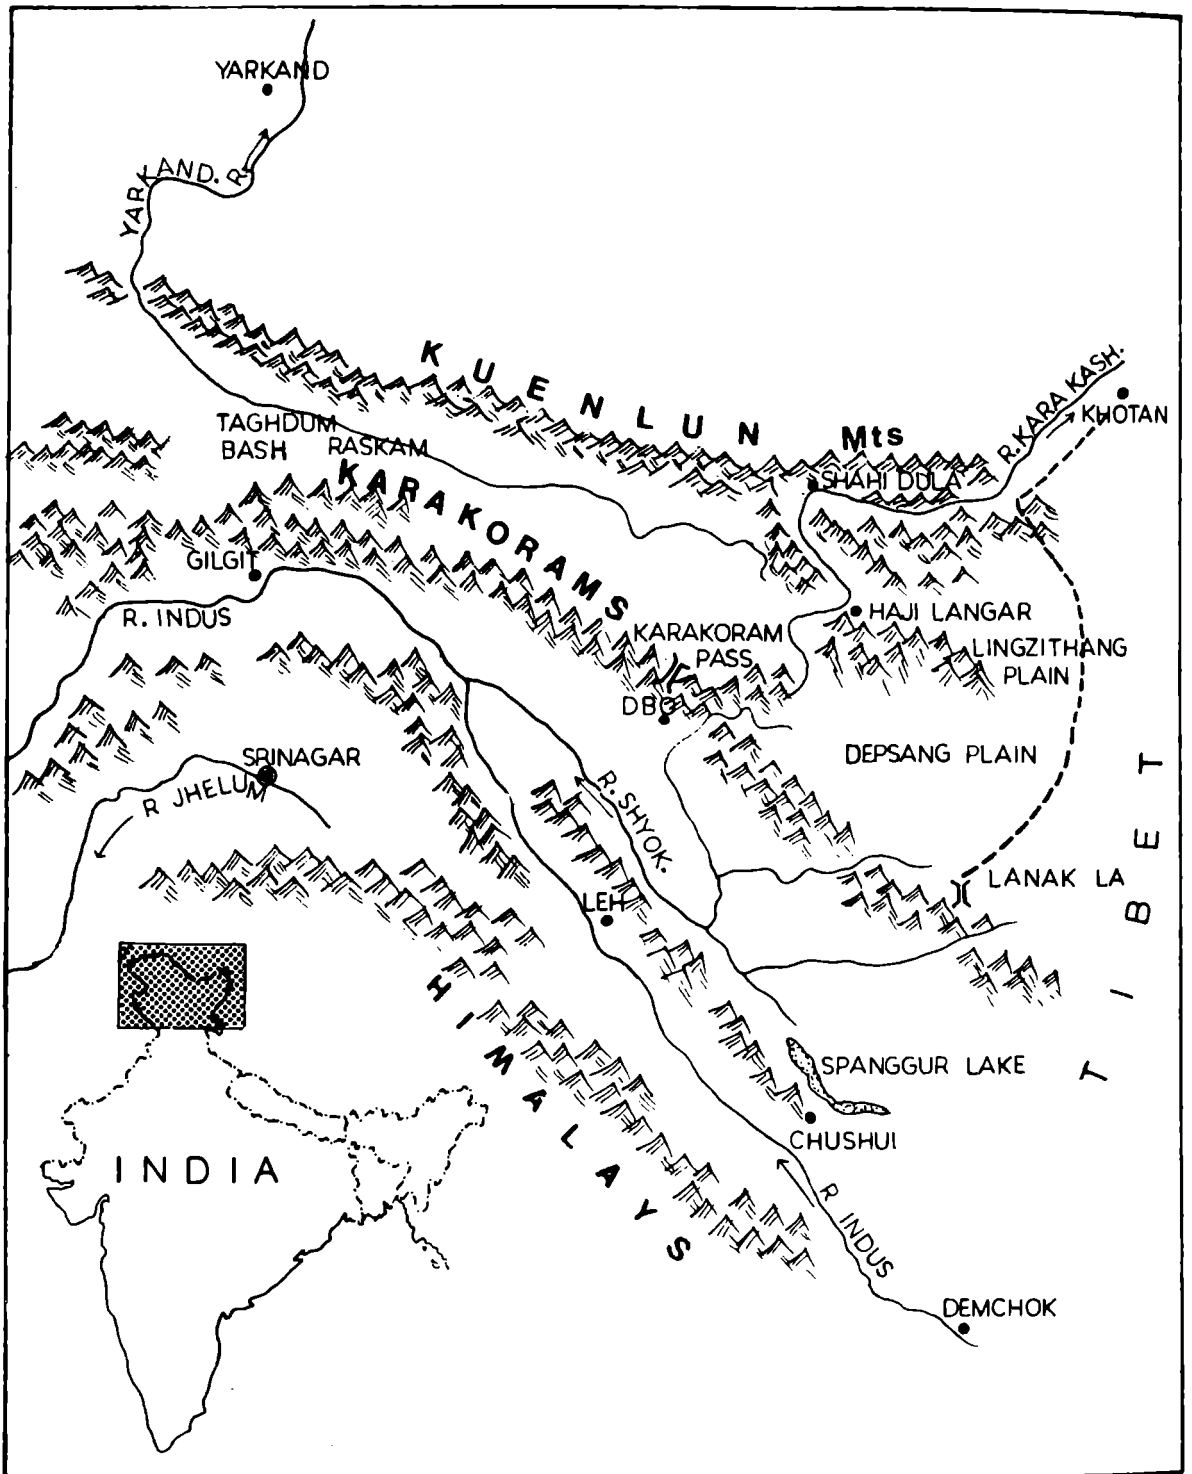 YARKAND
YARKAND. R.
KUENLUN Mts
R. KARA KASH.
KHOTAN
TAGHDUM
BASH
RASKAM
SHAHI DULA
KARAKORAMS
GILGIT
R. INDUS
HAJI LANGAR
KARAKORAM
PASS
LINGZITHANG
PLAIN
DBO
DEPSANG PLAIN
SRINAGAR
R JHELUM
R. SHYOK.
TIBET
LANAK LA
LEH
HIMALAYS
SPANGGUR LAKE
CHUSHUI
INDIA
R INDUS
DEMCHOK